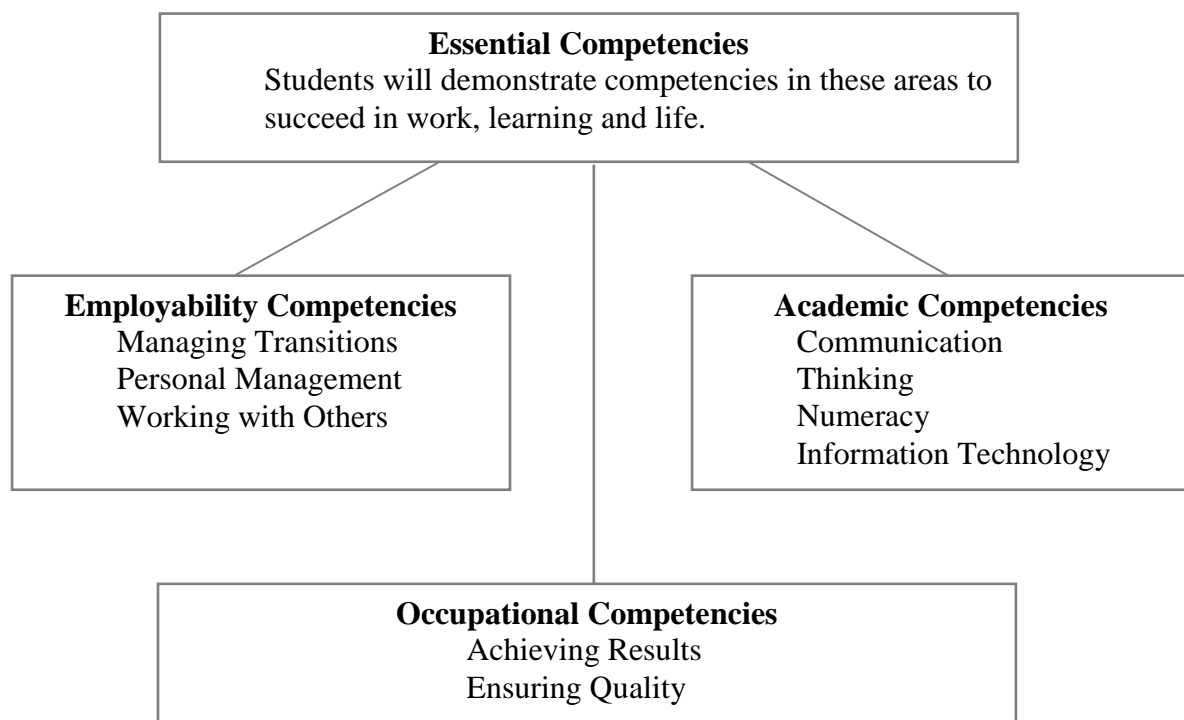 Essential Competencies
Students will demonstrate competencies in these areas to
succeed in work, learning and life.
Employability Competencies
Managing Transitions
Personal Management
Working with Others
Academic Competencies
Communication
Thinking
Numeracy
Information Technology
Occupational Competencies
Achieving Results
Ensuring Quality